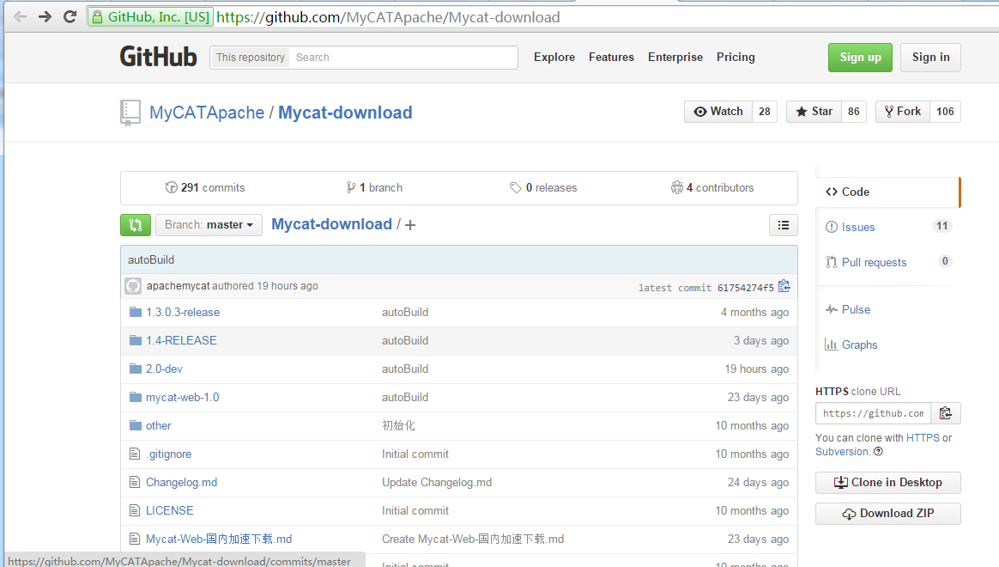 GitHub, Inc. [US] https://github.com/MyCATApache/Mycat-download
GitHub This repository Search Explore Features Enterprise Pricing Sign up Sign in
MyCATApache / Mycat-download Watch 28 Star 86 Fork 106
291 commits 1 branch 0 releases 4 contributors
Branch: master Mycat-download / +
autoBuild
apachemycat authored 19 hours ago latest commit 61754274f5
1.3.0.3-release autoBuild 4 months ago
1.4-RELEASE autoBuild 3 days ago
2.0-dev autoBuild 19 hours ago
mycat-web-1.0 autoBuild 23 days ago
other 初始化 10 months ago
.gitignore Initial commit 10 months ago
Changelog.md Update Changelog.md 24 days ago
LICENSE Initial commit 10 months ago
Mycat-Web-国内加速下载.md Create Mycat-Web-国内加速下载.md 23 days ago
Initial commit 10 months ago
Code
Issues 11
Pull requests 0
Pulse
Graphs
HTTPS clone URL
https://github.com
You can clone with HTTPS or
Subversion.
Clone in Desktop
Download ZIP
https://github.com/MyCATApache/Mycat-download/commits/master